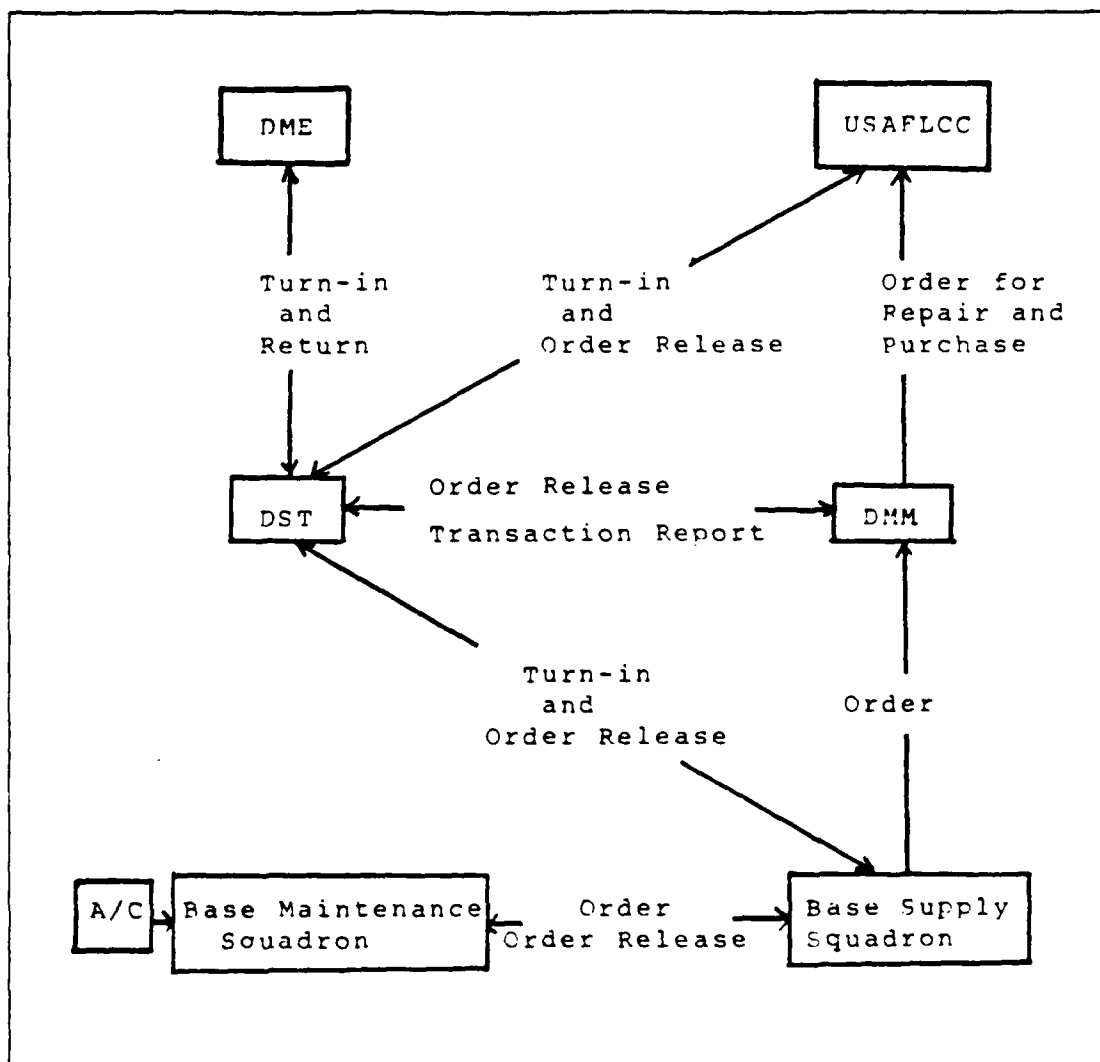 DME
USAFLCC
Turn-in
and
Return
Turn-in
and
Order Release
Order for
Repair and
Purchase
DST
Order Release
Transaction Report
DMM
Turn-in
and
Order Release
Order
A/C
Base Maintenance
Squadron
Order
Order Release
Base Supply
Squadron